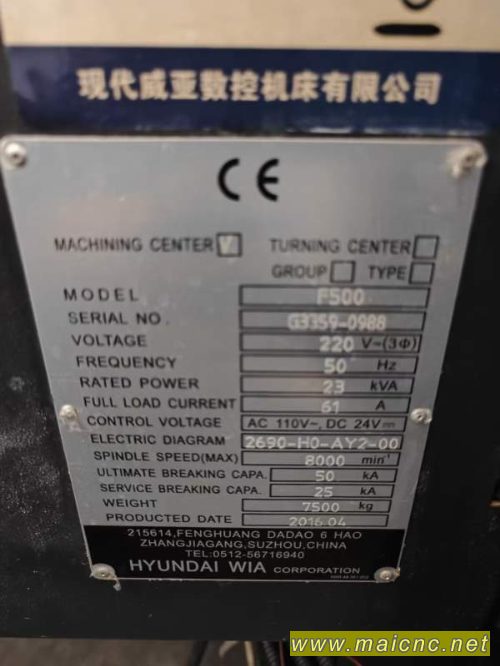 现代威亚数控机床有限公司
CE
MACHINING CENTER V TURNING CENTER
GROUP TYPE
MODEL F500
SERIAL NO. G3359-0988
VOLTAGE 220 V~(3Φ)
FREQUENCY 50 Hz
RATED POWER 23 kVA
FULL LOAD CURRENT 61 A
CONTROL VOLTAGE AC 110V~, DC 24V⎓
ELECTRIC DIAGRAM 2690-H0-AY2-00
SPINDLE SPEED(MAX) 8000 min⁻¹
ULTIMATE BREAKING CAPA. 50 kA
SERVICE BREAKING CAPA. 25 kA
WEIGHT 7500 kg
PRODUCTED DATE 2016.04
215614,FENGHUANG DADAO 6 HAO
ZHANGJIAGANG,SUZHOU,CHINA
TEL:0512-56716940
HYUNDAI WIA CORPORATION
www.maicnc.net